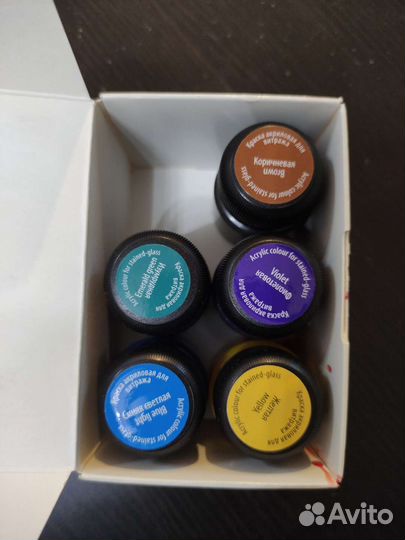 Краска акриловая для
витража
Коричневая
Brown
Acrylic colour for stained-glass
Acrylic colour for stained-glass
Emerald green
Изумрудная
Краска акриловая для
витража
Acrylic colour for stained-glass
Violet
Фиолетовая
Краска акриловая для
витража
Краска акриловая для
витража
Синяя светлая
Blue light
Acrylic colour for stained-glass
Acrylic colour for stained-glass
Yellow
Желтая
Краска акриловая для
витража
Avito